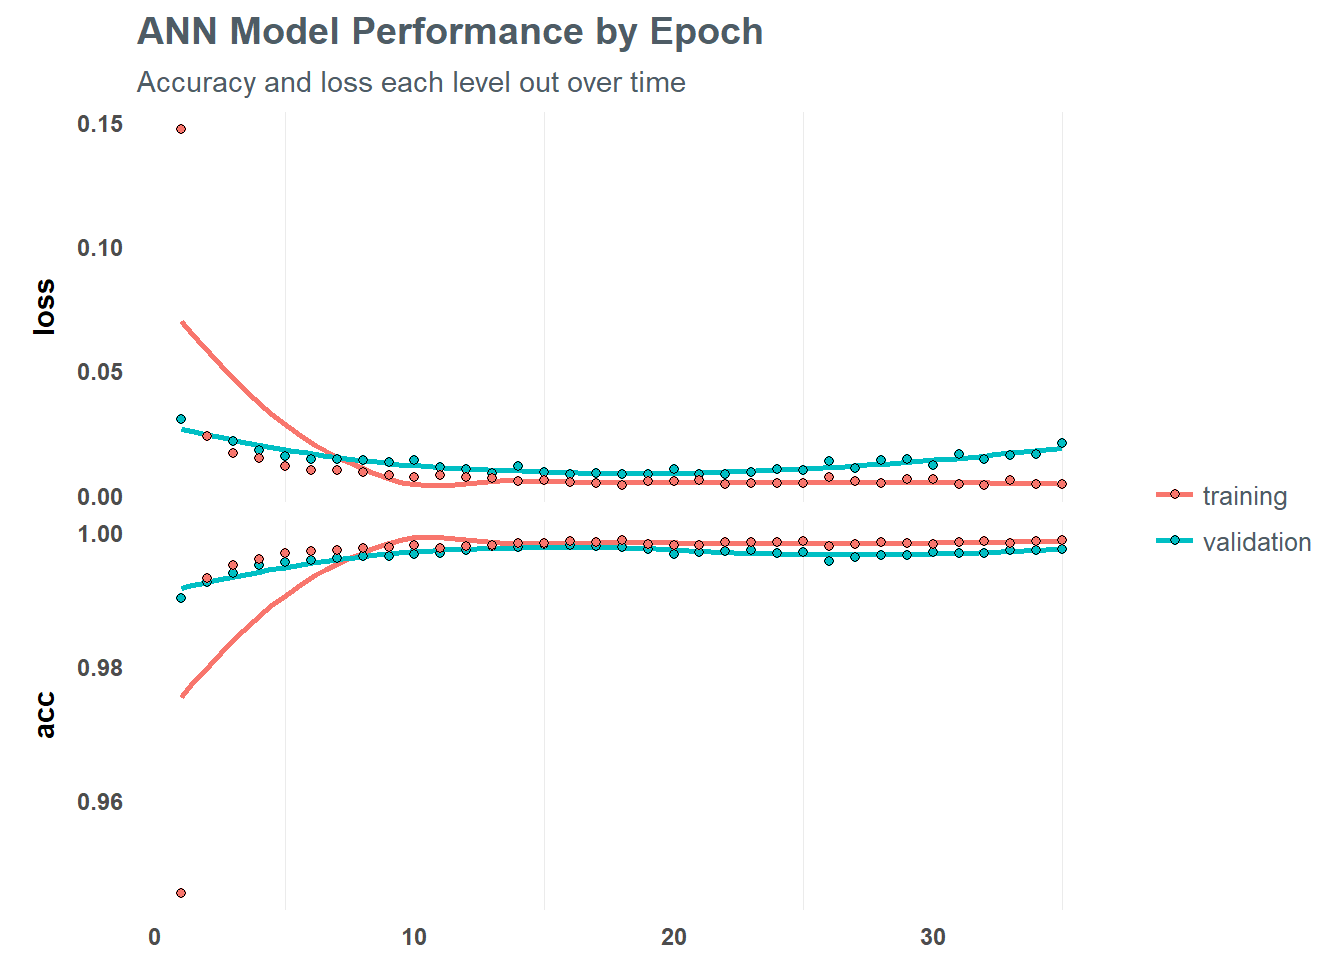 ANN Model Performance by Epoch
Accuracy and loss each level out over time
0.15
0.10
0.05
0.00
loss
1.00
0.98
0.96
acc
0
10
20
30
training
validation